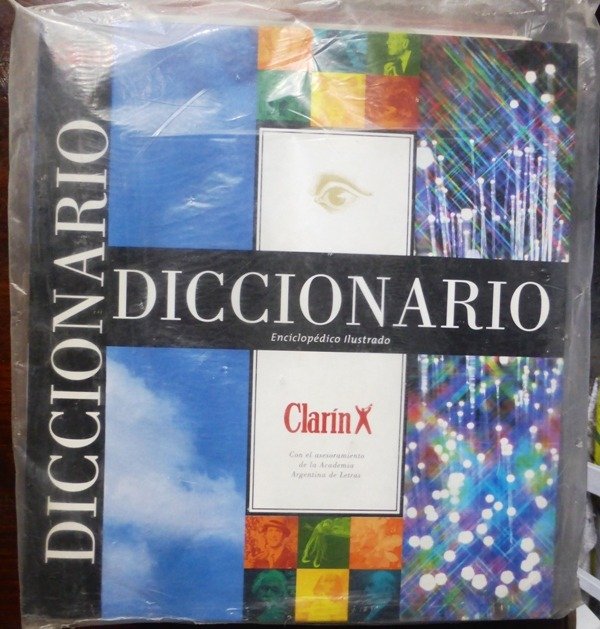 DICCIONARIO
DICCIONARIO
Enciclopédico Ilustrado
Clarín
Con el asesoramiento
de la Academia
Argentina de Letras